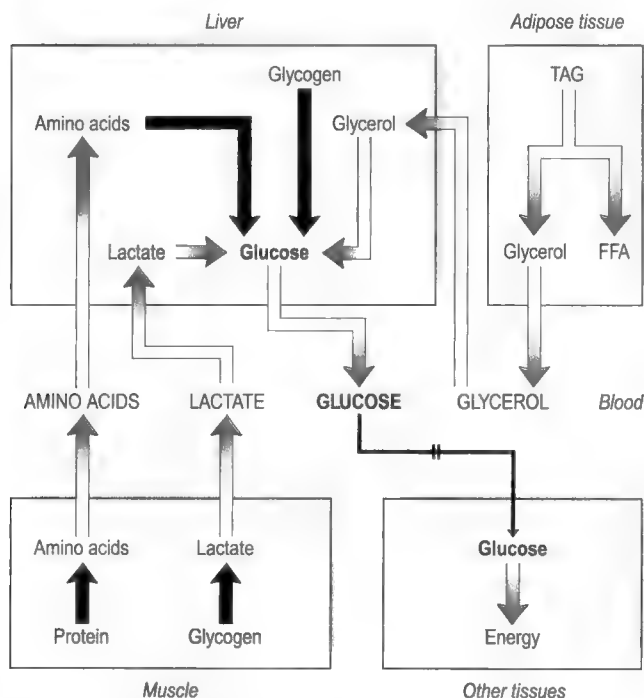 Liver
Adipose tissue
Glycogen
TAG
Amino acids
Glycerol
Lactate
Glucose
Glycerol
FFA
AMINO ACIDS
LACTATE
GLUCOSE
GLYCEROL
Blood
Amino acids
Lactate
Glucose
Protein
Glycogen
Energy
Muscle
Other tissues